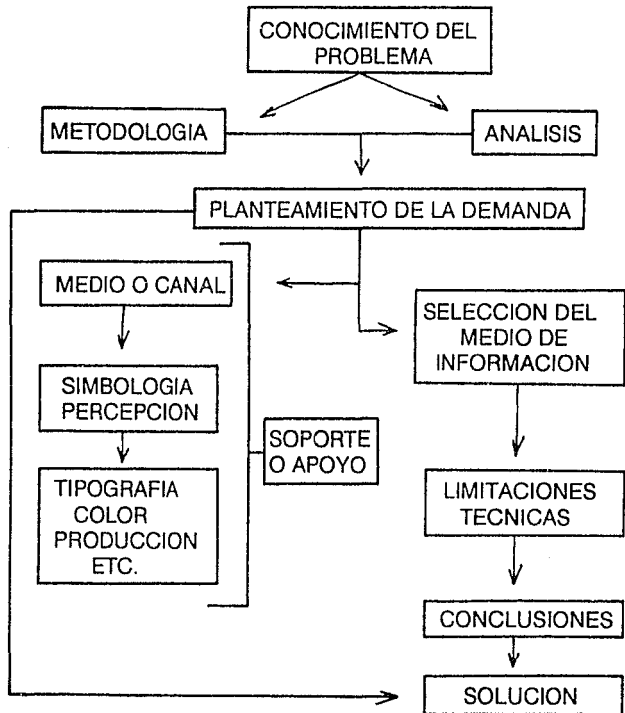 CONOCIMIENTO DEL
PROBLEMA
METODOLOGIA
ANALISIS
PLANTEAMIENTO DE LA DEMANDA
MEDIO O CANAL
SIMBOLOGIA
PERCEPCION
TIPOGRAFIA
COLOR
PRODUCCION
ETC.
SOPORTE
O APOYO
SELECCION DEL
MEDIO DE
INFORMACION
LIMITACIONES
TECNICAS
CONCLUSIONES
SOLUCION